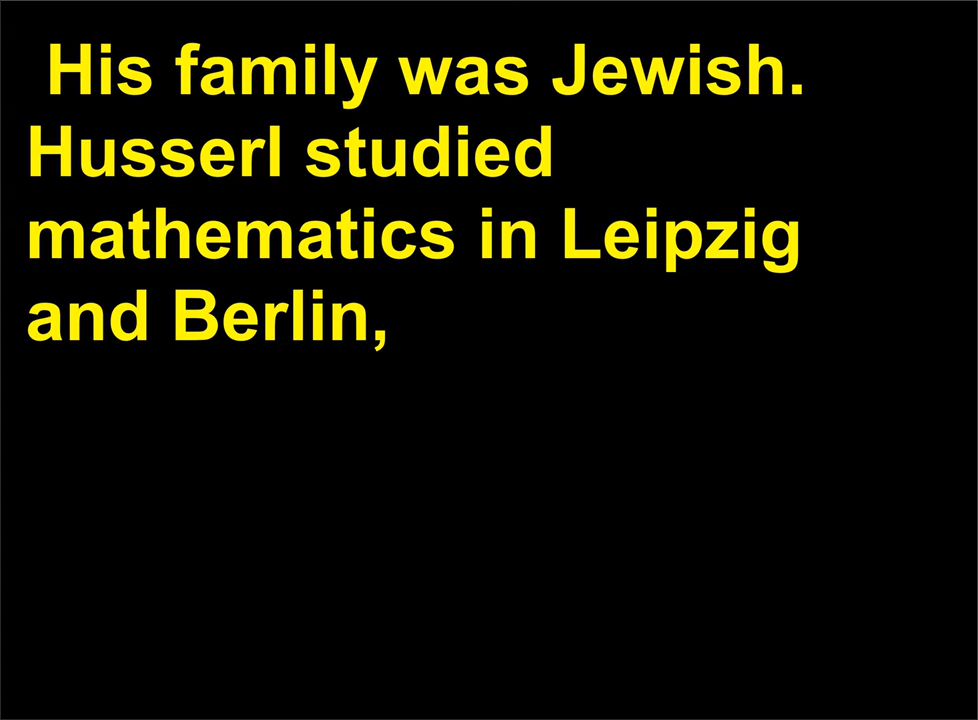 His family was Jewish.
Husserl studied
mathematics in Leipzig
and Berlin,